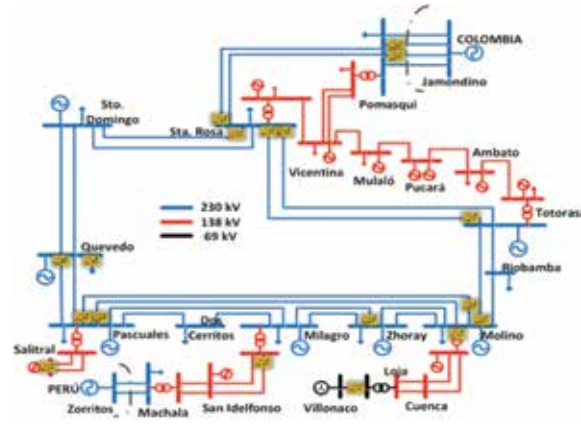 COLOMBIA
Jamondino
Pomasqui
Sto.
Domingo
Sta. Rosa
Vicentina
Mulaló
Pucará
Ambato
Totoras
230 kV
138 kV
69 kV
Quevedo
Riobamba
Pascuales
Dos
Cerritos
Milagro
Zhoray
Molino
Salitral
PERÚ
Zorritos
Machala
San Idelfonso
Villonaco
Loja
Cuenca